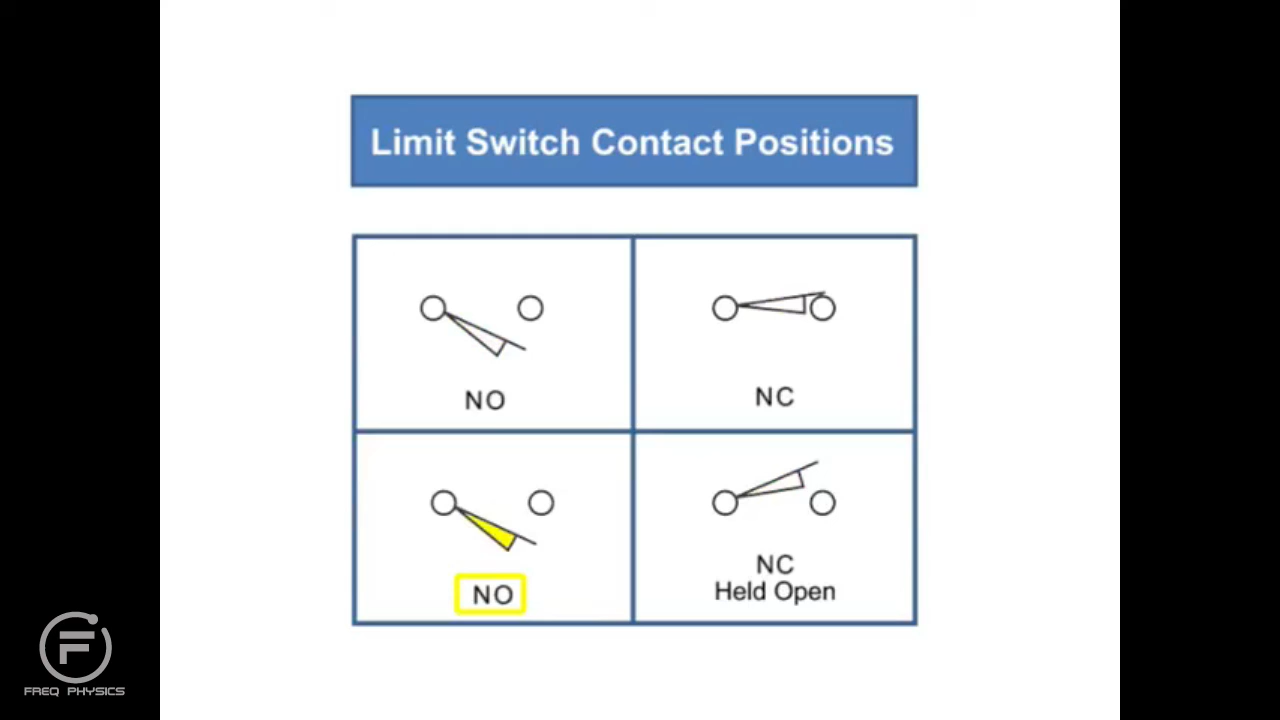 Limit Switch Contact Positions
NO
NC
NO
NC
Held Open
FREQ PHYSICS